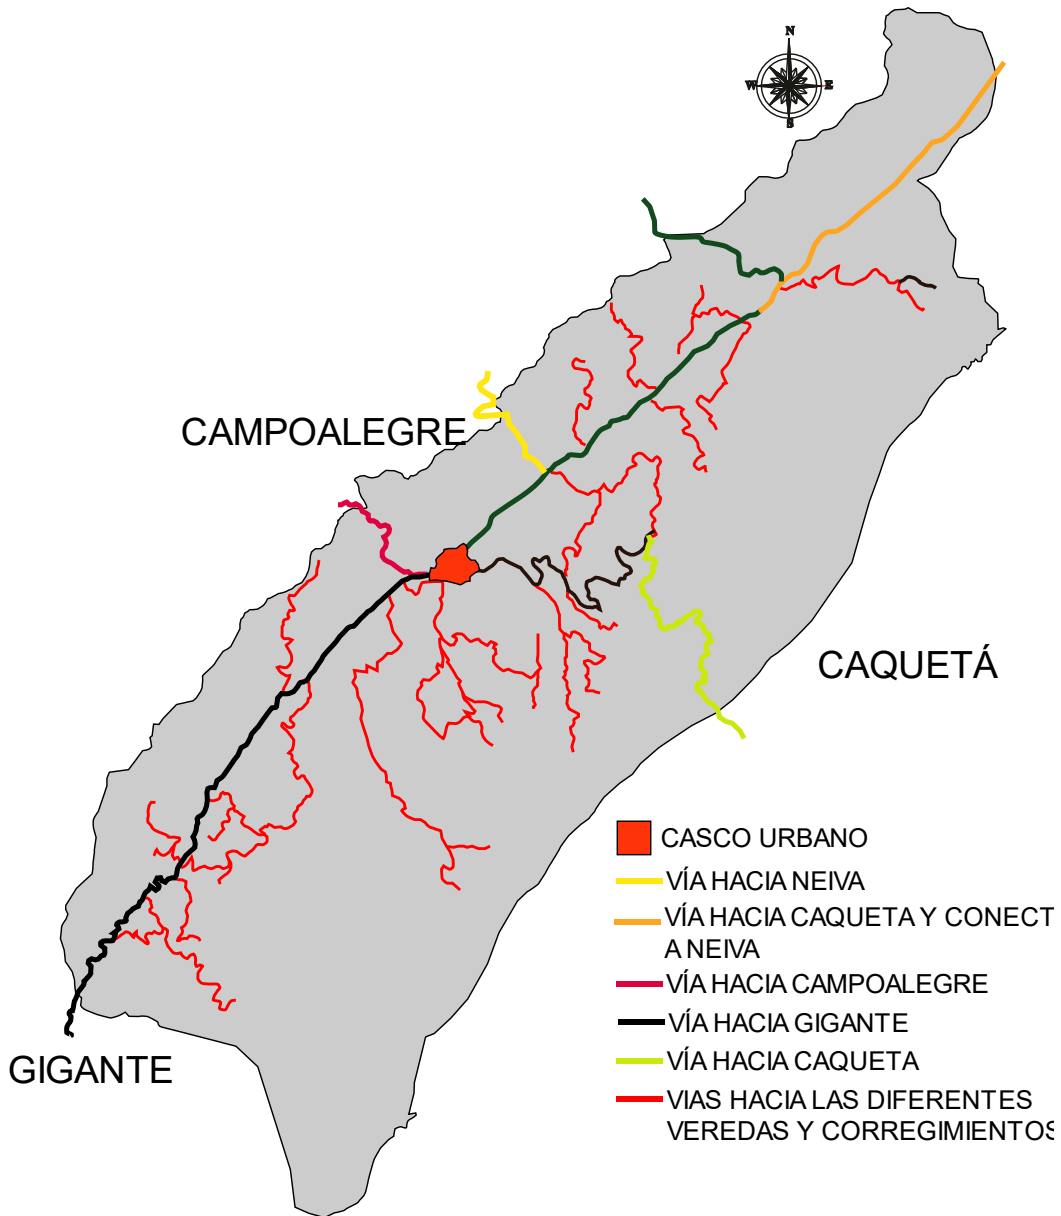 N
W E
S
CAMPOALEGRE
CAQUETÁ
GIGANTE
CASCO URBANO
VÍA HACIA NEIVA
VÍA HACIA CAQUETA Y CONECT
A NEIVA
VÍA HACIA CAMPOALEGRE
VÍA HACIA GIGANTE
VÍA HACIA CAQUETA
VIAS HACIA LAS DIFERENTES
VEREDAS Y CORREGIMIENTOS